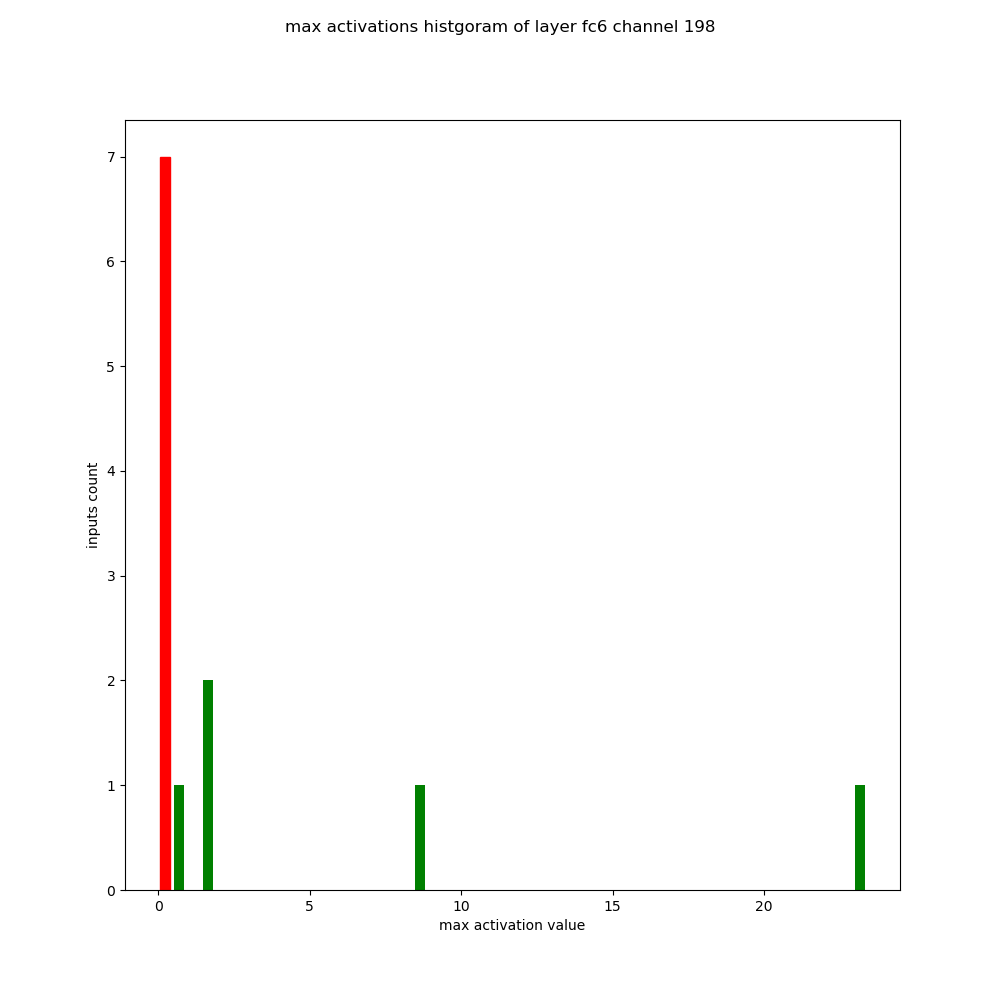 max activations histgoram of layer fc6 channel 198
7
6
5
4
3
2
1
0
inputs count
0 5 10 15 20
max activation value